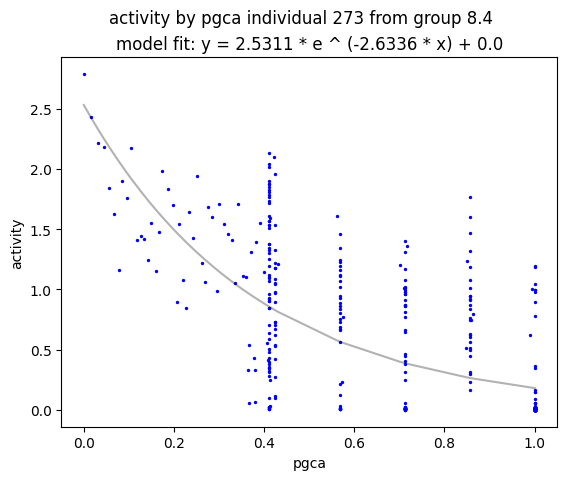 activity by pgca individual 273 from group 8.4
model fit: y = 2.5311 * e ^ (-2.6336 * x) + 0.0
activity
2.5
2.0
1.5
1.0
0.5
0.0
0.0 0.2 0.4 0.6 0.8 1.0
pgca